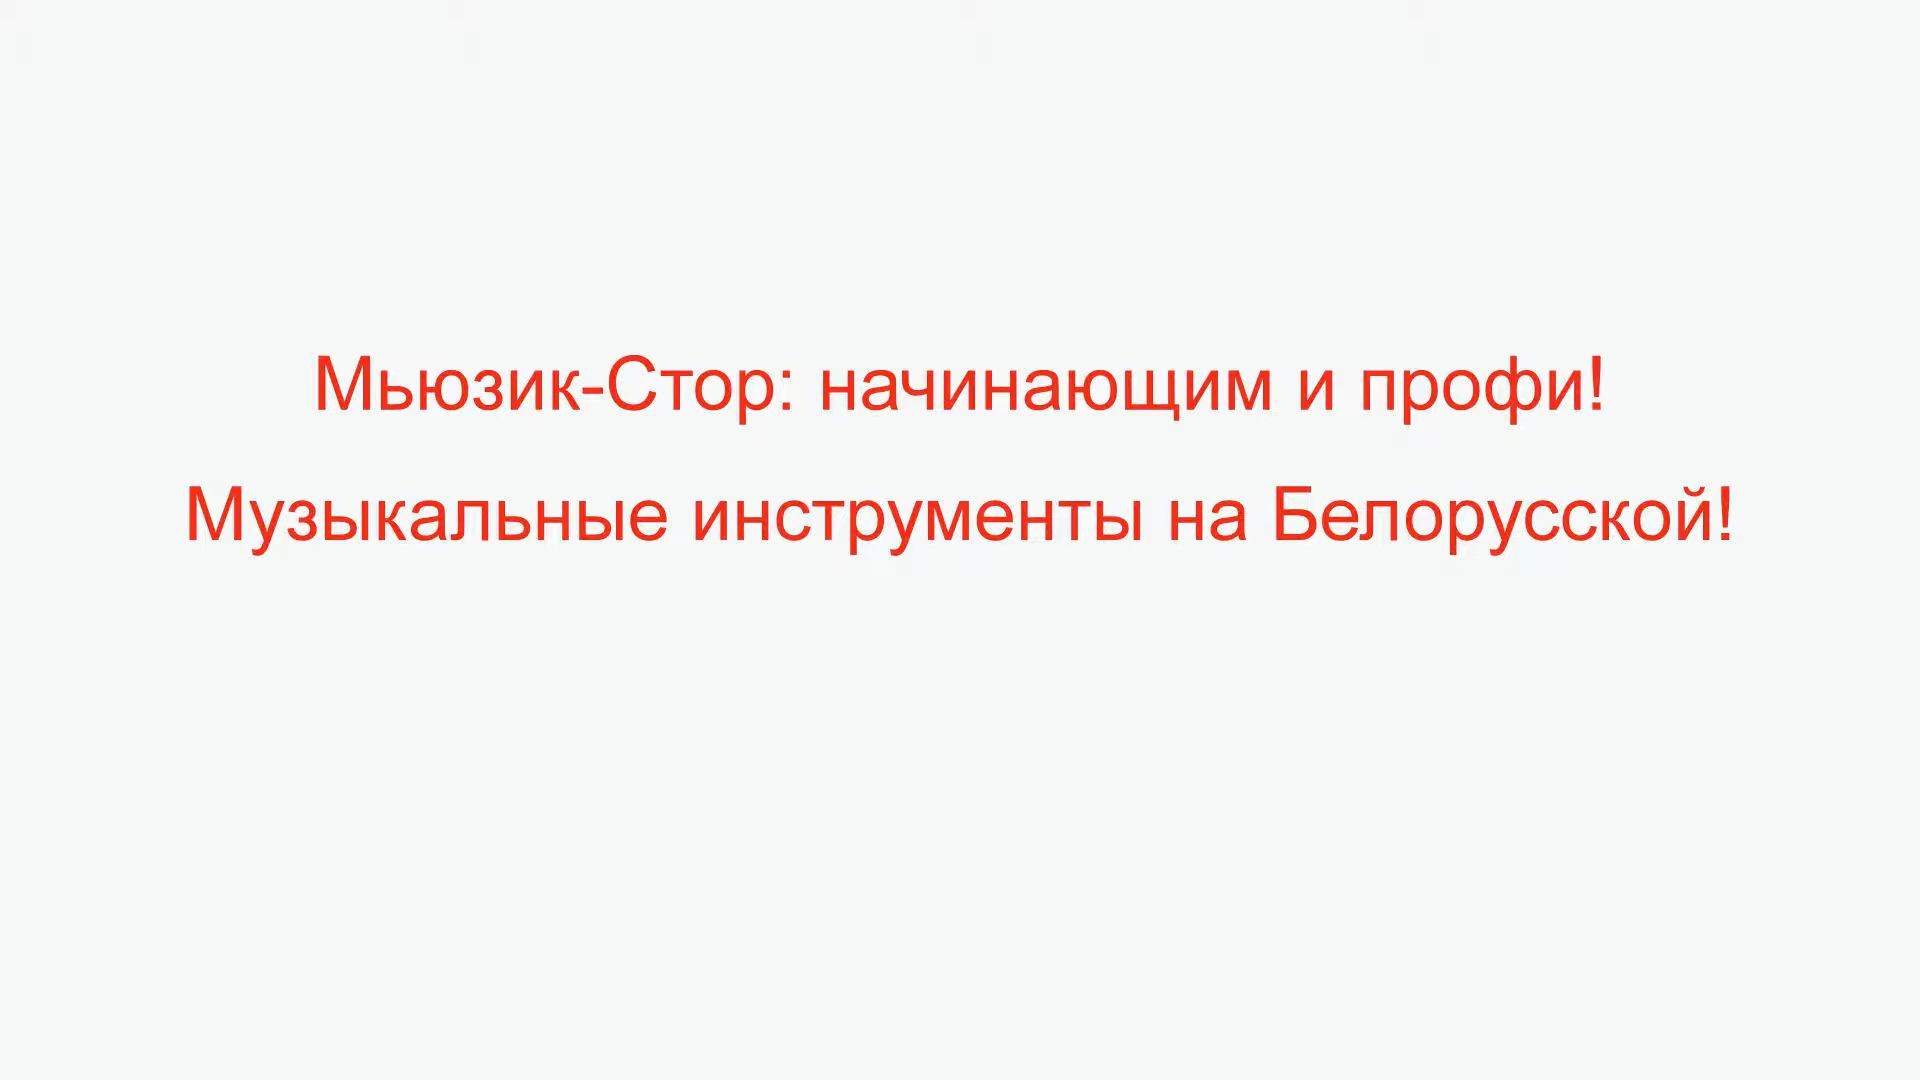 Мьюзик-Стор: начинающим и профи!
Музыкальные инструменты на Белорусской!